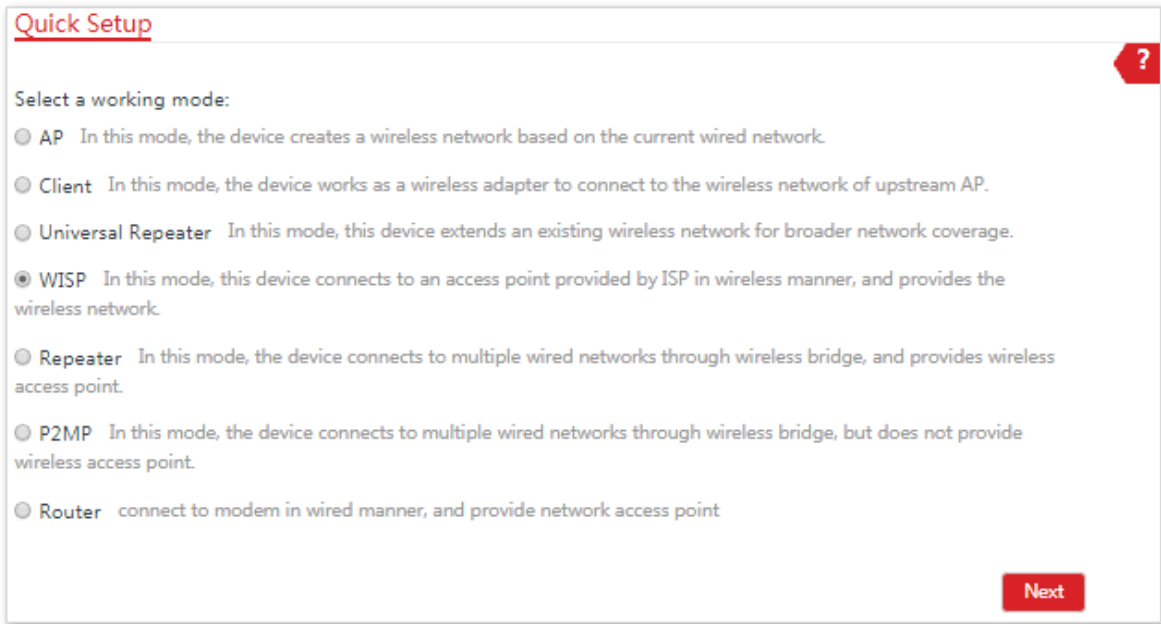 Quick Setup
?
Select a working mode:
AP In this mode, the device creates a wireless network based on the current wired network.
Client In this mode, the device works as a wireless adapter to connect to the wireless network of upstream AP.
Universal Repeater In this mode, this device extends an existing wireless network for broader network coverage.
WISP In this mode, this device connects to an access point provided by ISP in wireless manner, and provides the
wireless network.
Repeater In this mode, the device connects to multiple wired networks through wireless bridge, and provides wireless
access point.
P2MP In this mode, the device connects to multiple wired networks through wireless bridge, but does not provide
wireless access point.
Router connect to modem in wired manner, and provide network access point
Next